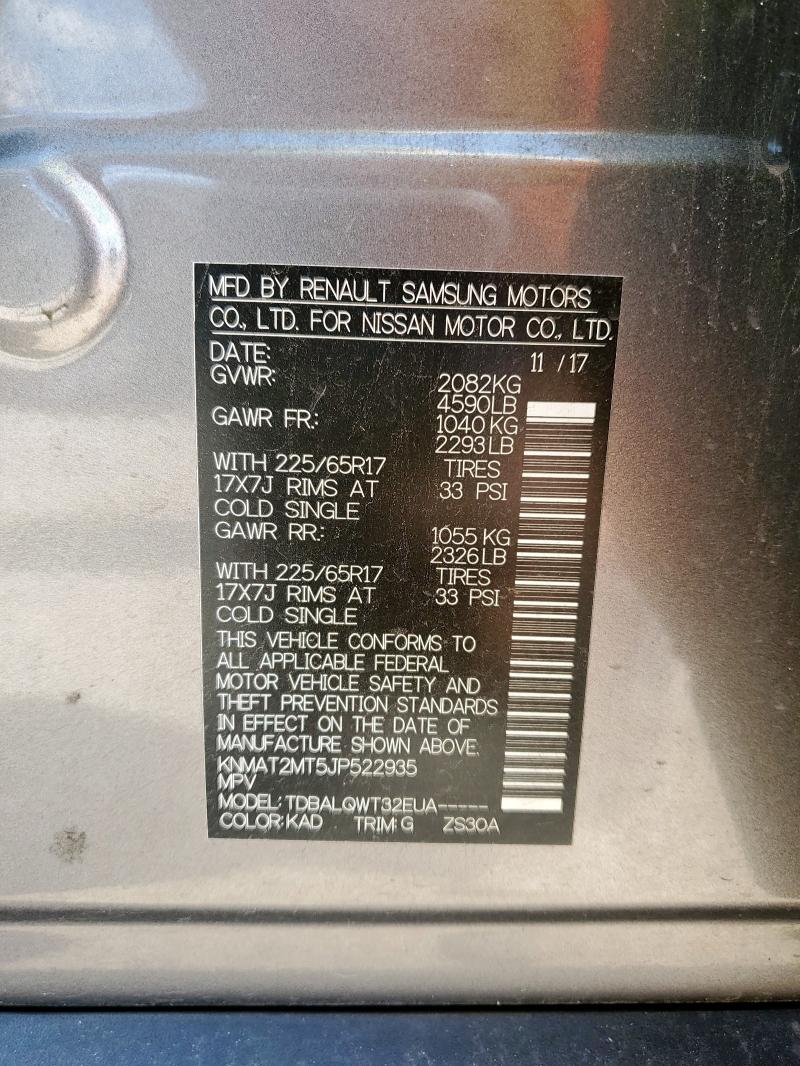 MFD BY RENAULT SAMSUNG MOTORS
CO., LTD. FOR NISSAN MOTOR CO., LTD.
DATE: 11 /17
GVWR: 2082KG
4590LB
GAWR FR.: 1040 KG
2293 LB
WITH 225/65R17 TIRES
17X7J RIMS AT 33 PSI
COLD SINGLE
GAWR RR.: 1055 KG
2326 LB
WITH 225/65R17 TIRES
17X7J RIMS AT 33 PSI
COLD SINGLE
THIS VEHICLE CONFORMS TO
ALL APPLICABLE FEDERAL
MOTOR VEHICLE SAFETY AND
THEFT PREVENTION STANDARDS
IN EFFECT ON THE DATE OF
MANUFACTURE SHOWN ABOVE.
KNMAT2MT5JP522935
MPV
MODEL: TDBALQWT32EUA-----
COLOR:KAD TRIM:G ZS30A